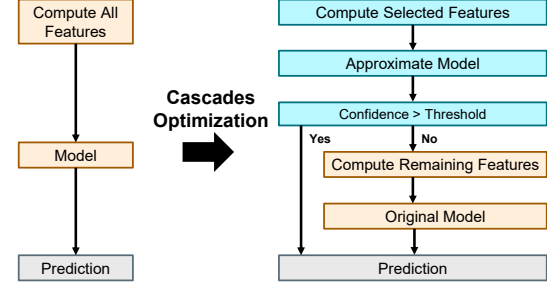 Compute All
Features
Model
Prediction
Cascades
Optimization
Compute Selected Features
Approximate Model
Confidence > Threshold
Yes
No
Compute Remaining Features
Original Model
Prediction